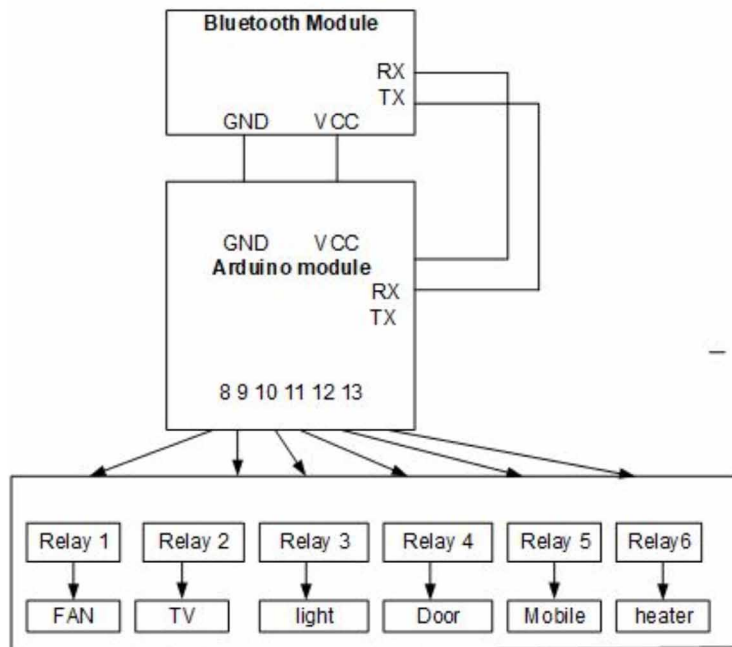 Bluetooth Module
RX
TX
GND VCC
GND VCC
Arduino module
RX
TX
8 9 10 11 12 13
Relay 1 Relay 2 Relay 3 Relay 4 Relay 5 Relay6
FAN TV light Door Mobile heater